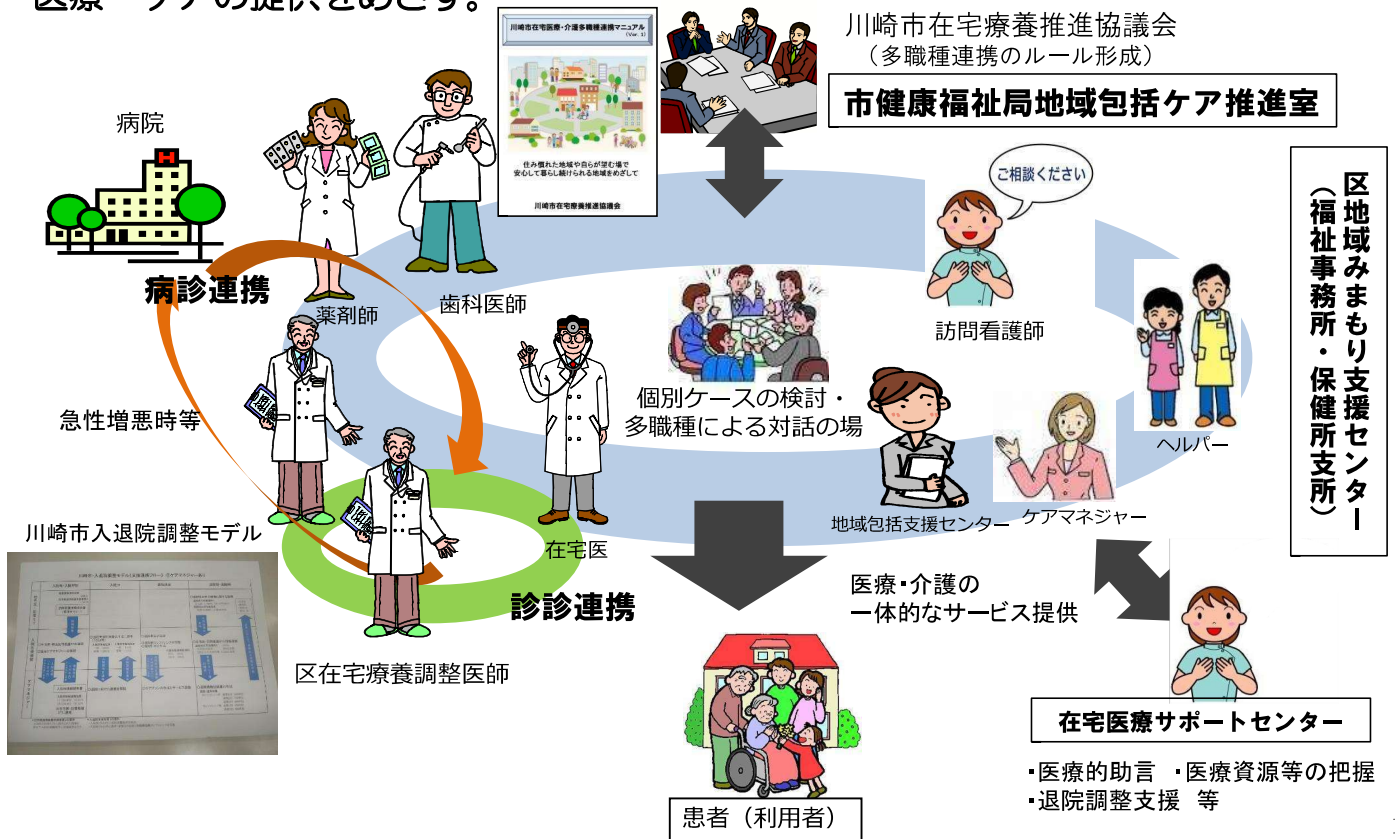 医療・ケアの提供をめざす。
川崎市在宅医療・介護多職種連携マニュアル
（Ver. 1）
住み慣れた地域や自らが望む場で
安心して暮らし続けられる地域をめざして
川崎市在宅療養推進協議会
川崎市在宅療養推進協議会
（多職種連携のルール形成）
市健康福祉局地域包括ケア推進室
病院
H
ご相談ください
区地域みまもり支援センター
（福祉事務所・保健所支所）
病診連携
薬剤師
歯科医師
訪問看護師
急性増悪時等
個別ケースの検討・
多職種による対話の場
ヘルパー
地域包括支援センター
ケアマネジャー
川崎市入退院調整モデル
在宅医
診診連携
区在宅療養調整医師
医療・介護の
一体的なサービス提供
在宅医療サポートセンター
・医療的助言 ・医療資源等の把握
・退院調整支援 等
患者（利用者）